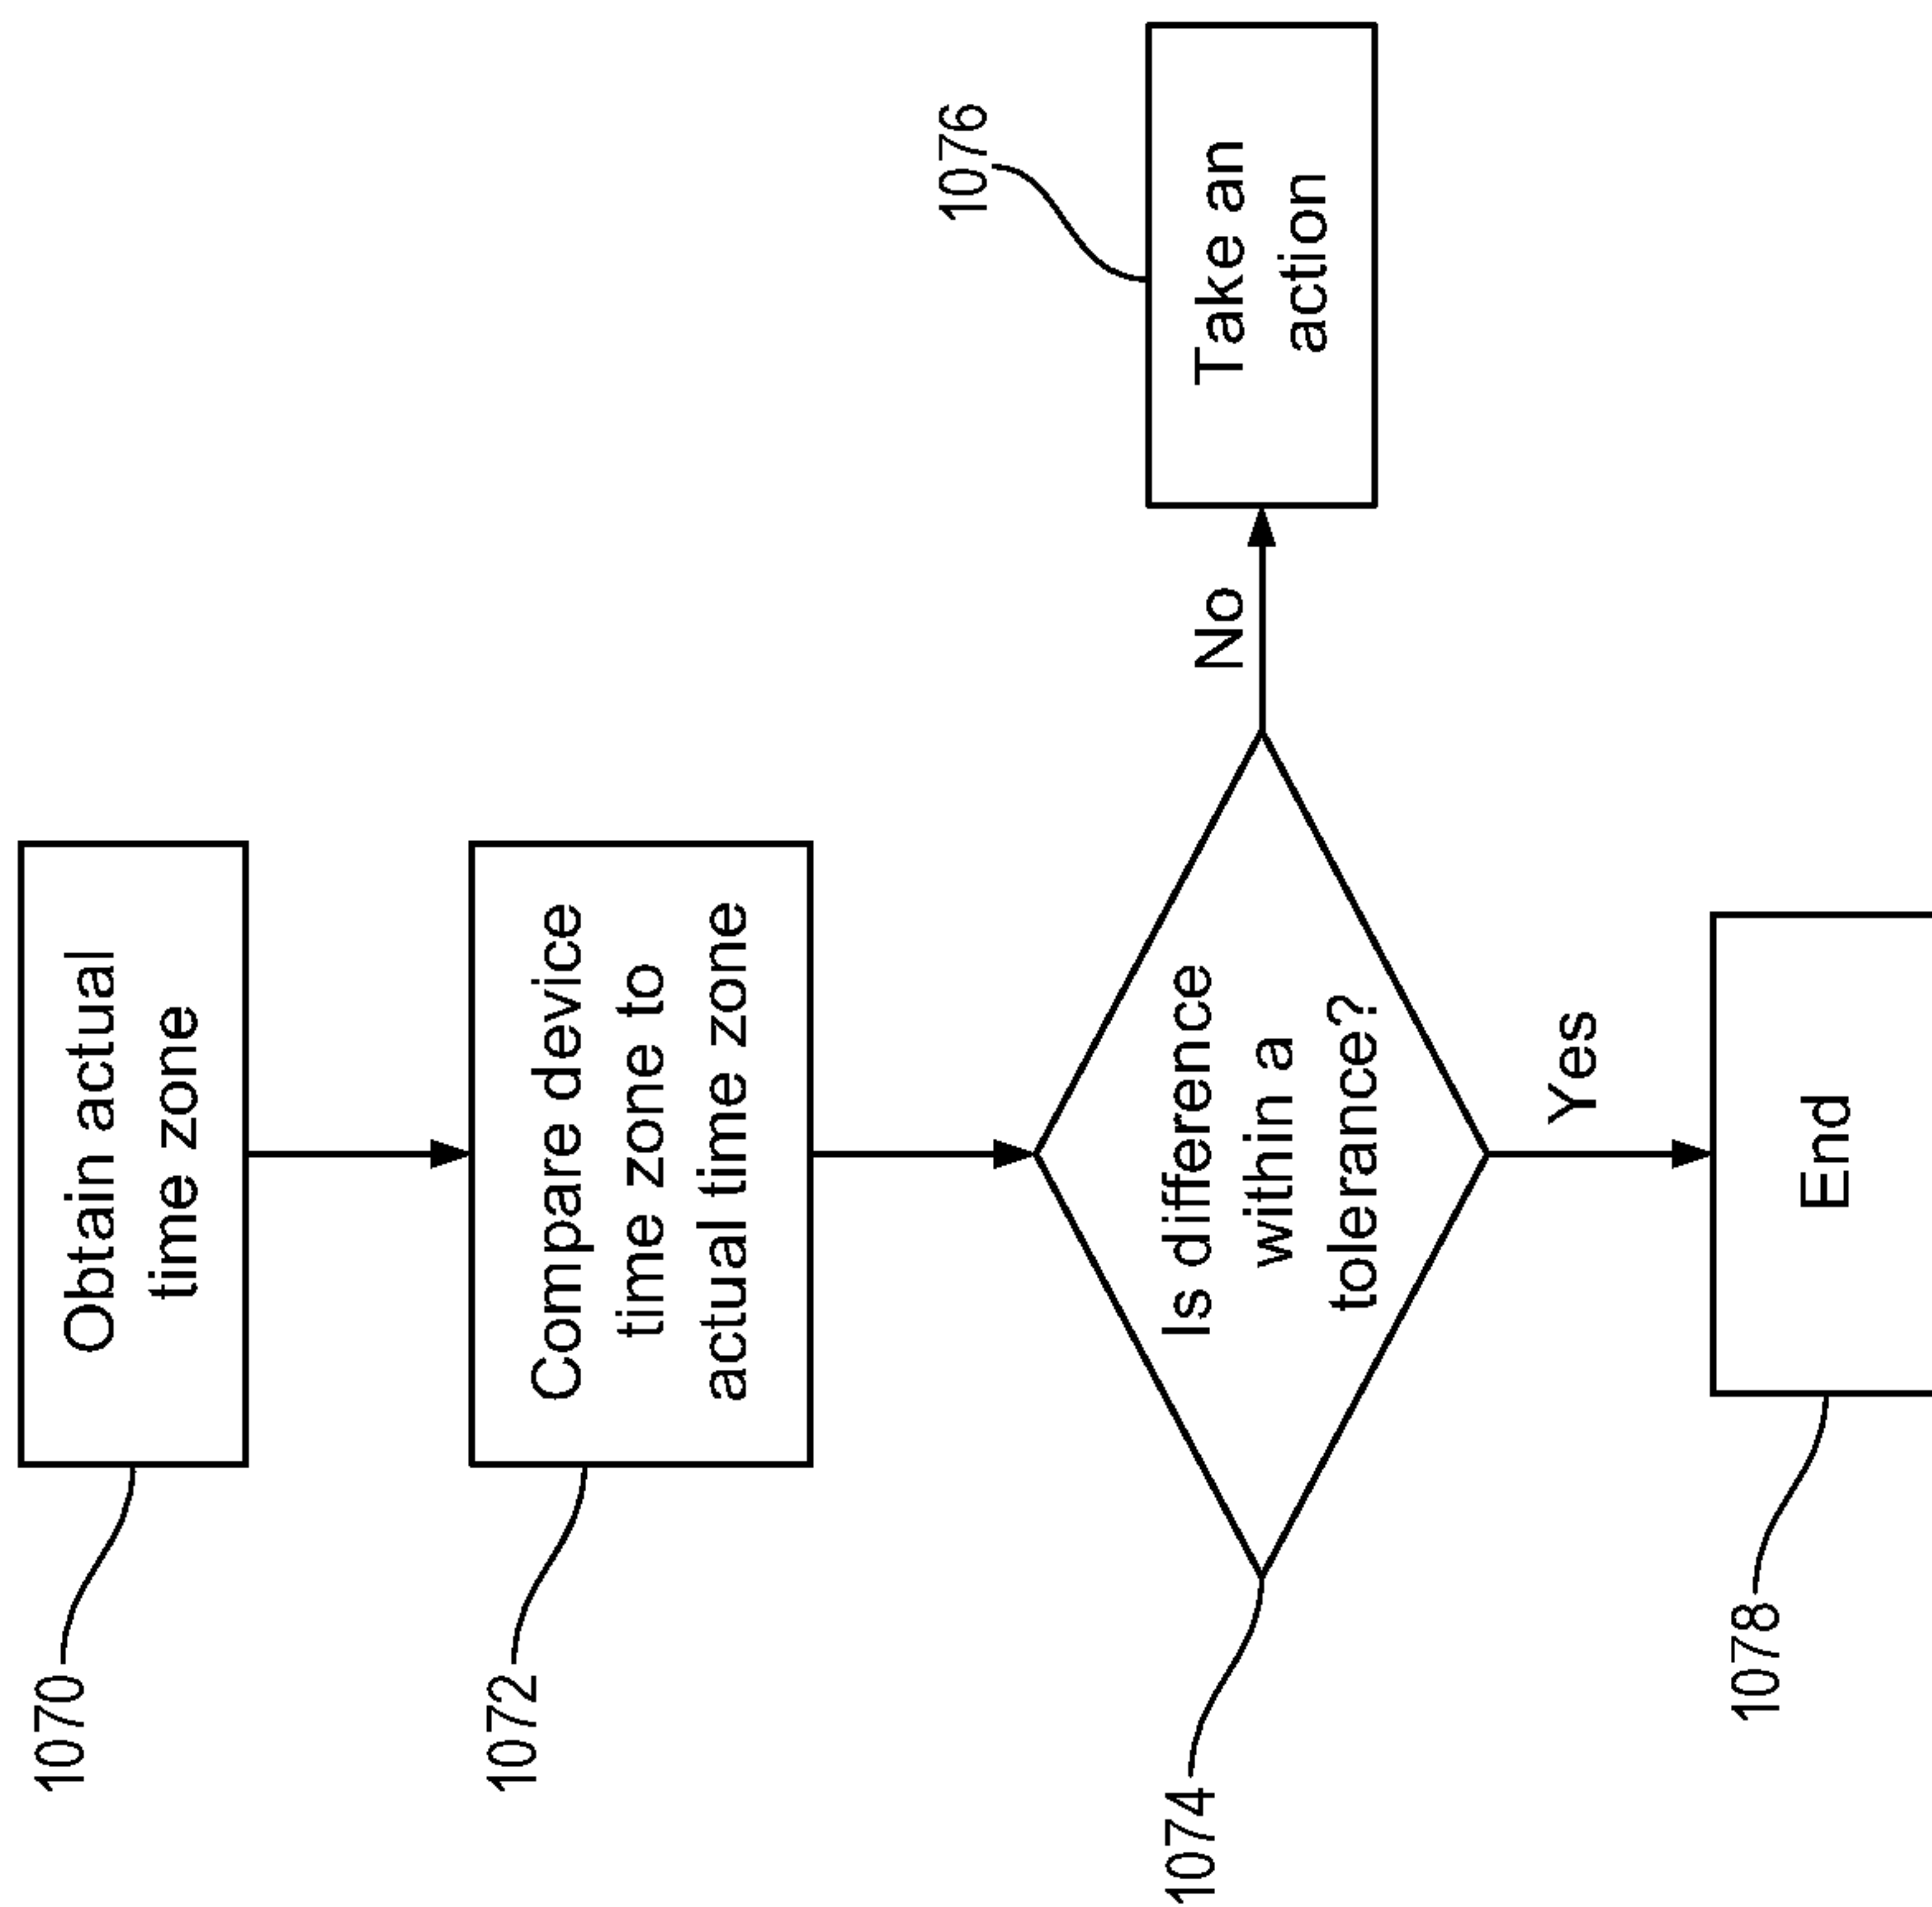 1070
Obtain actual
time zone
1072
Compare device
time zone to
actual time zone
1074
Is difference
within a
tolerance?
No
1076
Take an
action
Yes
1078
End